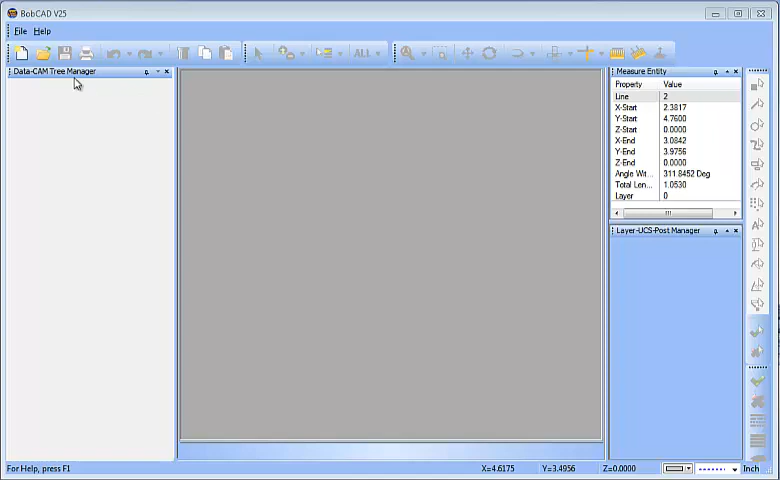 BobCAD V25
File Help
ALL
Data-CAM Tree Manager
Measure Entity
Property Value
Line 2
X-Start 2.3817
Y-Start 4.7600
Z-Start 0.0000
X-End 3.0842
Y-End 3.9756
Z-End 0.0000
Angle Wit... 311.8452 Deg
Total Len... 1.0530
Layer 0
Layer-UCS-Post Manager
For Help, press F1
X=4.6175 Y=3.4956 Z=0.0000 Inch